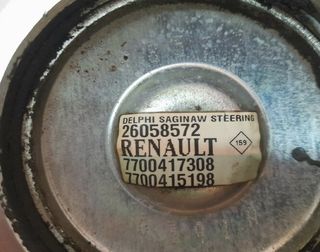 DELPHI SAGINAW STEERING
26058572
RENAULT
159
7700417308
7700415198